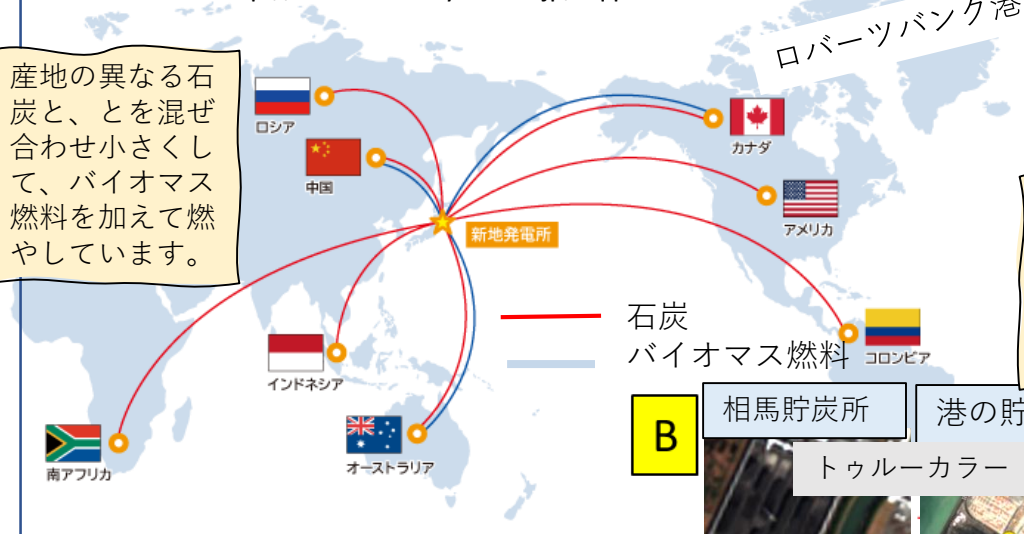 ロバーツバンク港
産地の異なる石
炭と、とを混ぜ
合わせ小さくし
て、バイオマス
燃料を加えて燃
やしています。
ロシア
中国
カナダ
アメリカ
新地発電所
石炭
バイオマス燃料
コロンビア
インドネシア
オーストラリア
南アフリカ
B
相馬貯炭所
港の貯
トゥルーカラー